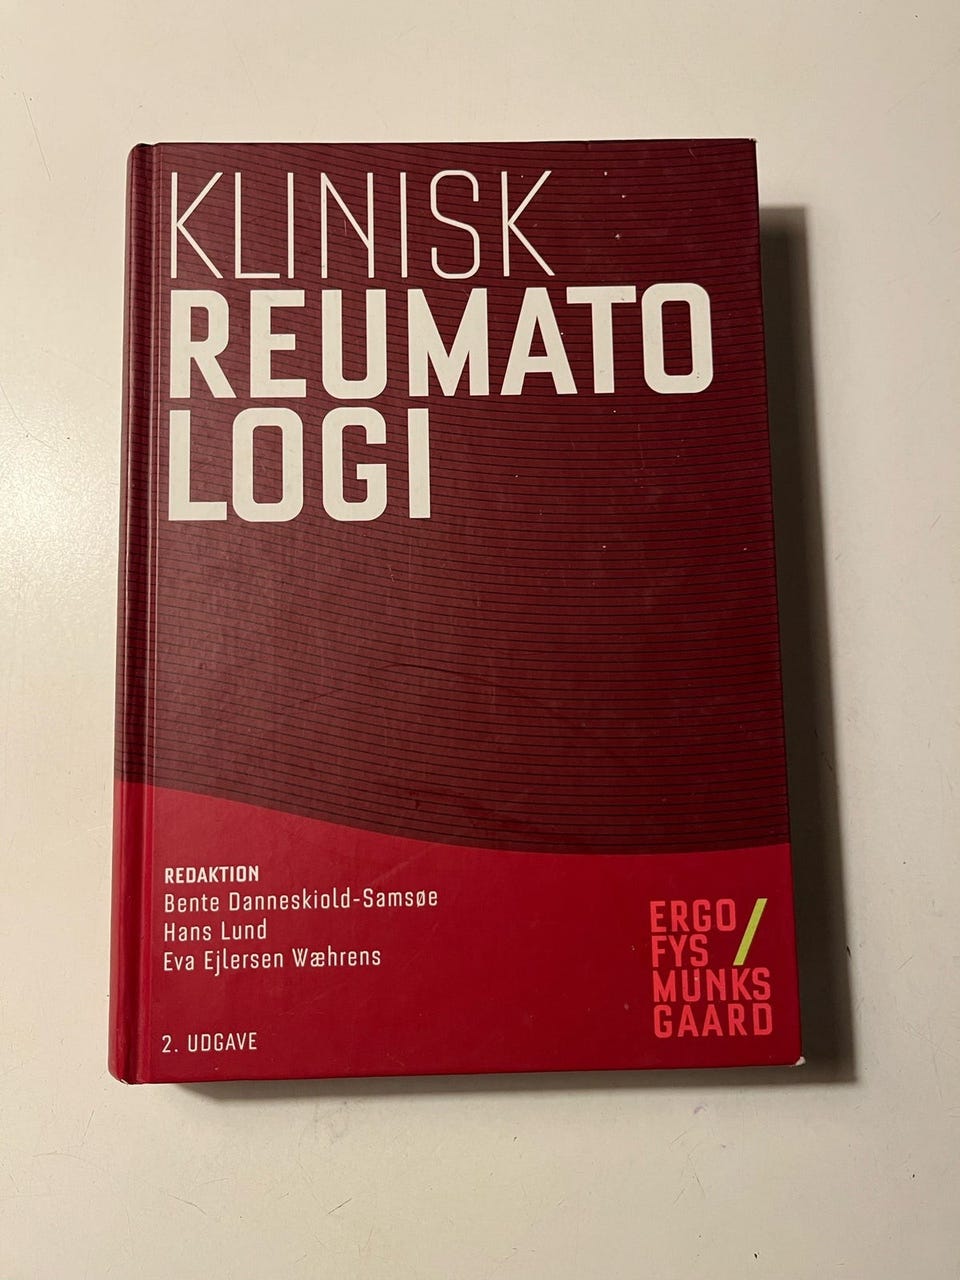 KLINISK
REUMATO
LOGI
REDAKTION
Bente Danneskiold-Samsøe
Hans Lund
Eva Ejlersen Wæhrens
2. UDGAVE
ERGO/
FYS
MUNKS
GAARD